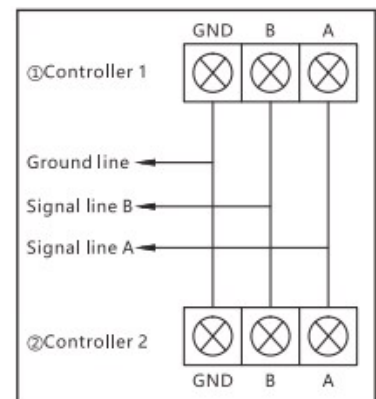 GND B A
①Controller 1
Ground line
Signal line B
Signal line A
②Controller 2
GND B A